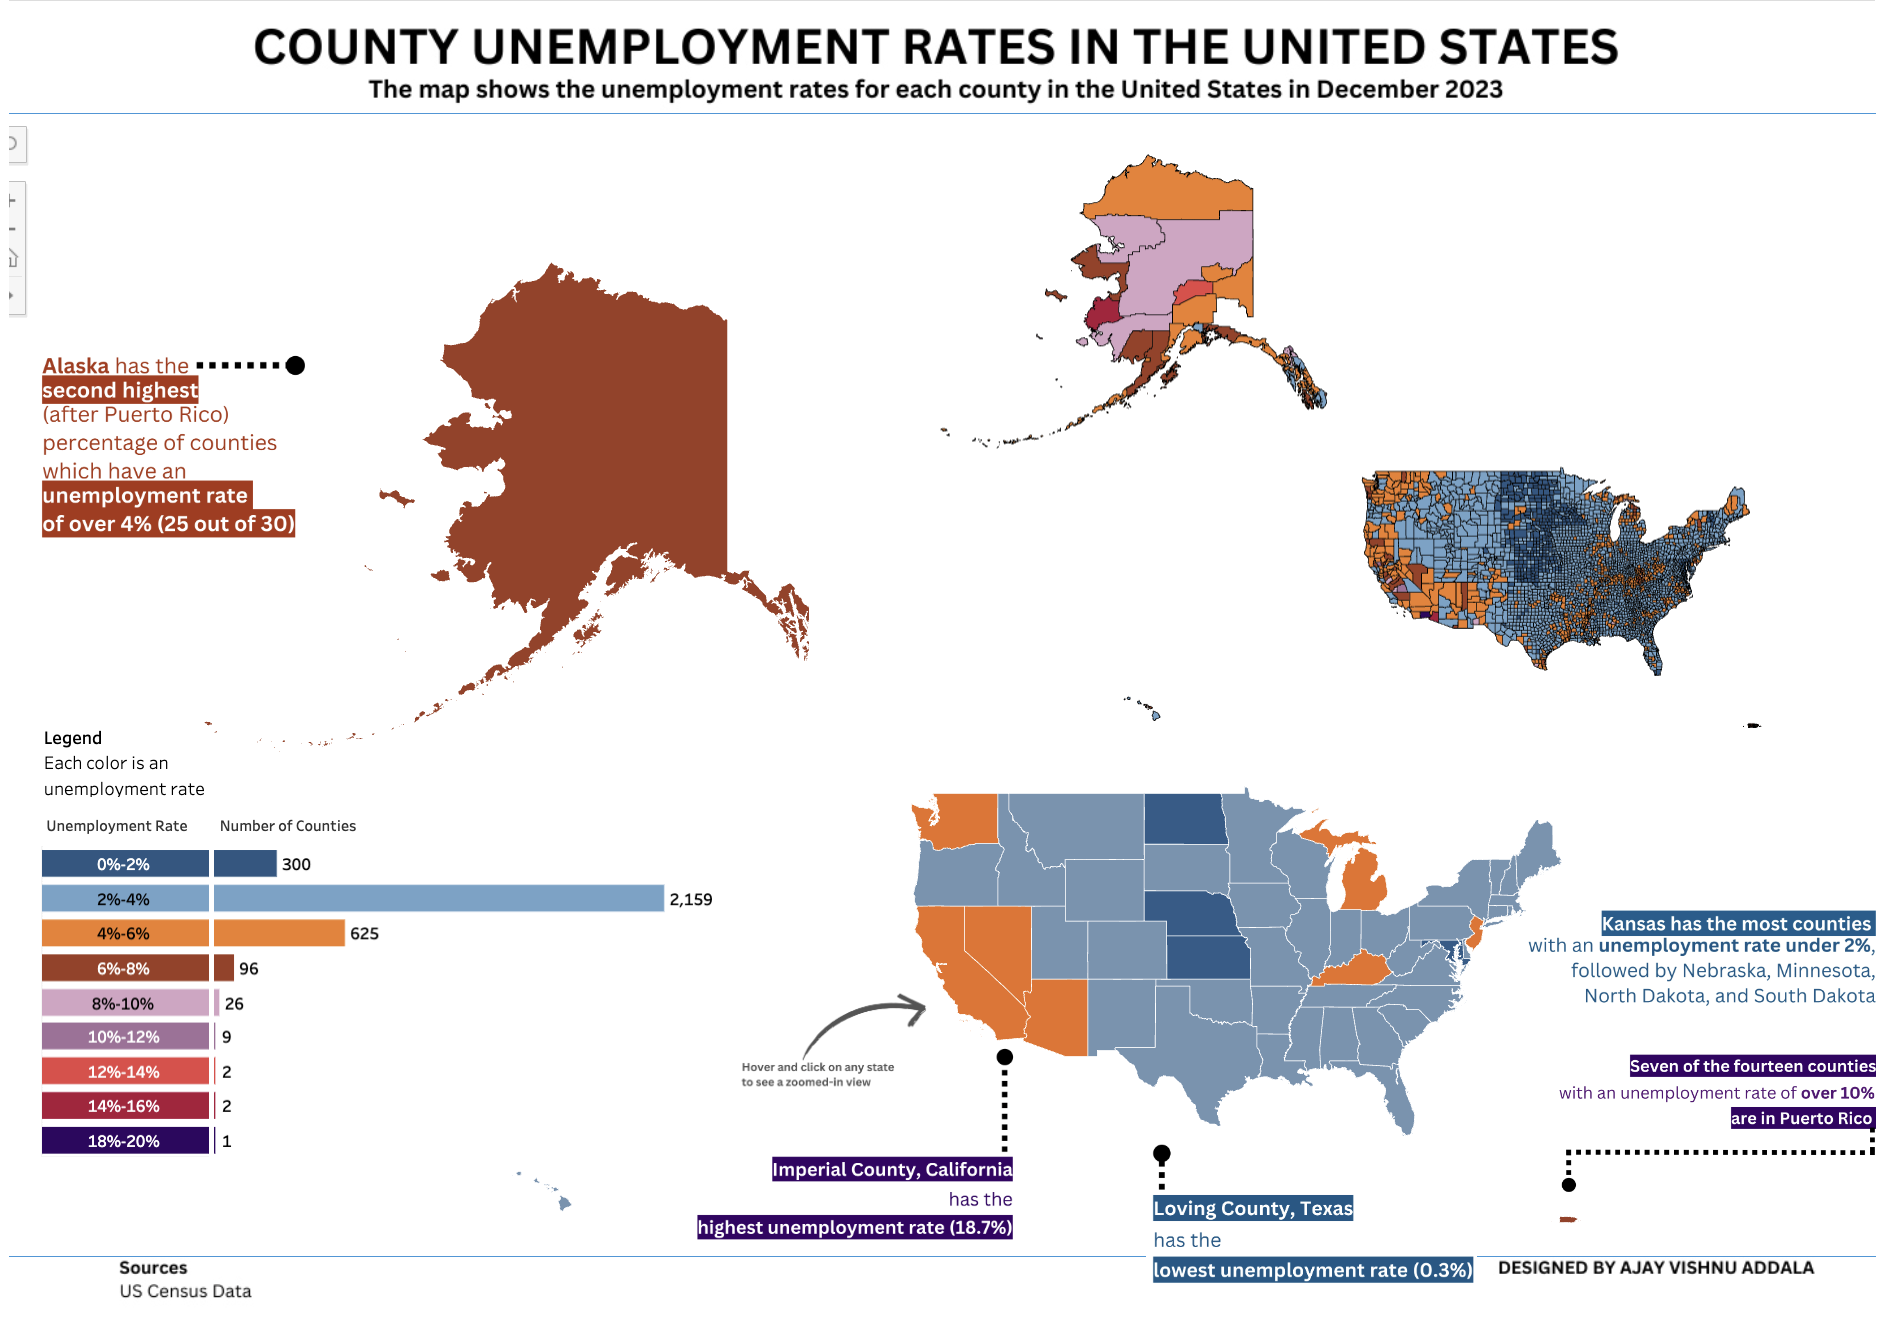 COUNTY UNEMPLOYMENT RATES IN THE UNITED STATES
The map shows the unemployment rates for each county in the United States in December 2023
Alaska has the
second highest
(after Puerto Rico)
percentage of counties
which have an
unemployment rate
of over 4% (25 out of 30)
Legend
Each color is an
unemployment rate
Unemployment Rate Number of Counties
0%-2% 300
2%-4% 2,159
4%-6% 625
6%-8% 96
8%-10% 26
10%-12% 9
12%-14% 2
14%-16% 2
18%-20% 1
Hover and click on any state
to see a zoomed-in view
Kansas has the most counties
with an unemployment rate under 2%,
followed by Nebraska, Minnesota,
North Dakota, and South Dakota
Seven of the fourteen counties
with an unemployment rate of over 10%
are in Puerto Rico
Imperial County, California
has the
highest unemployment rate (18.7%)
Loving County, Texas
has the
lowest unemployment rate (0.3%)
Sources
US Census Data
DESIGNED BY AJAY VISHNU ADDALA